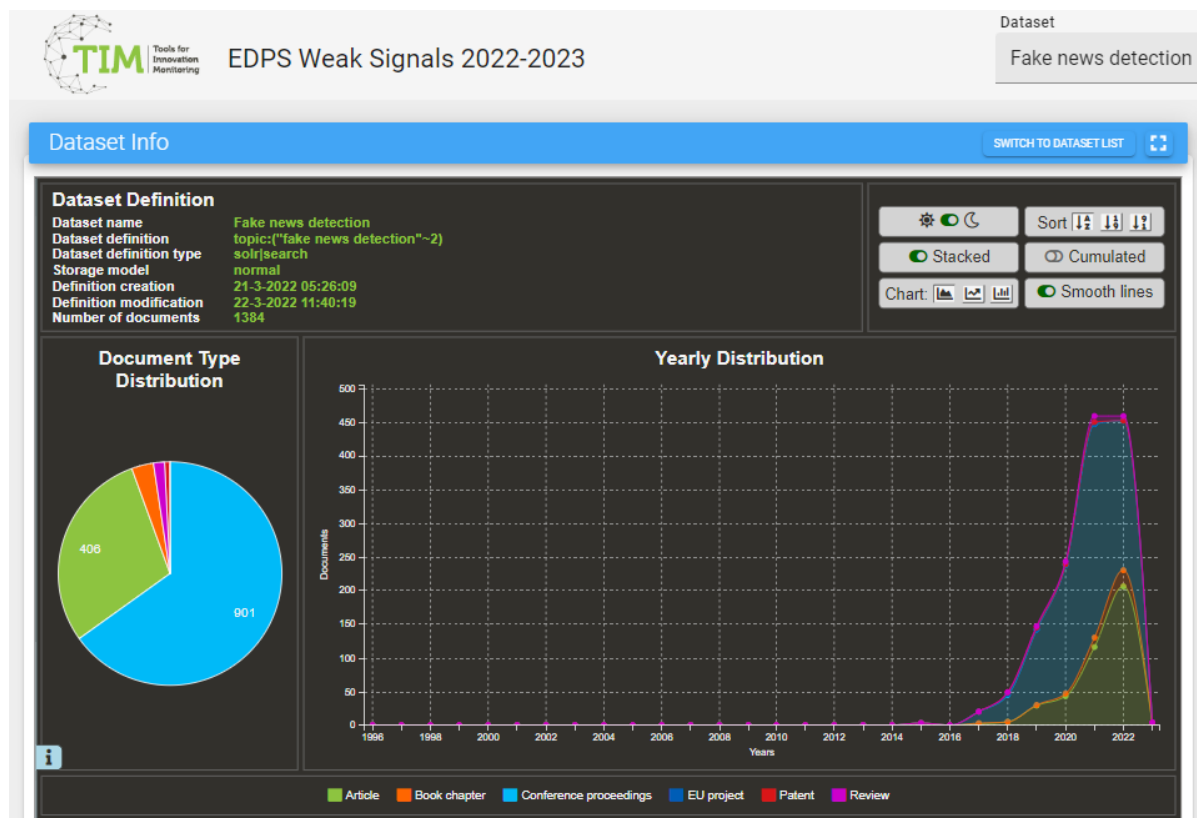 TIM Tools for Innovation Monitoring
EDPS Weak Signals 2022-2023
Dataset
Fake news detection
Dataset Info
SWITCH TO DATASET LIST
Dataset Definition
Dataset name Fake news detection
Dataset definition topic:("fake news detection"~2)
Dataset definition type solr|search
Storage model normal
Definition creation 21-3-2022 05:26:09
Definition modification 22-3-2022 11:40:19
Number of documents 1384
Sort
Stacked
Cumulated
Chart:
Smooth lines
Document Type
Distribution
406
901
Yearly Distribution
500
450
400
350
300
250
200
150
100
50
0
Documents
1996 1998 2000 2002 2004 2006 2008 2010 2012 2014 2016 2018 2020 2022
Years
i
Article Book chapter Conference proceedings EU project Patent Review